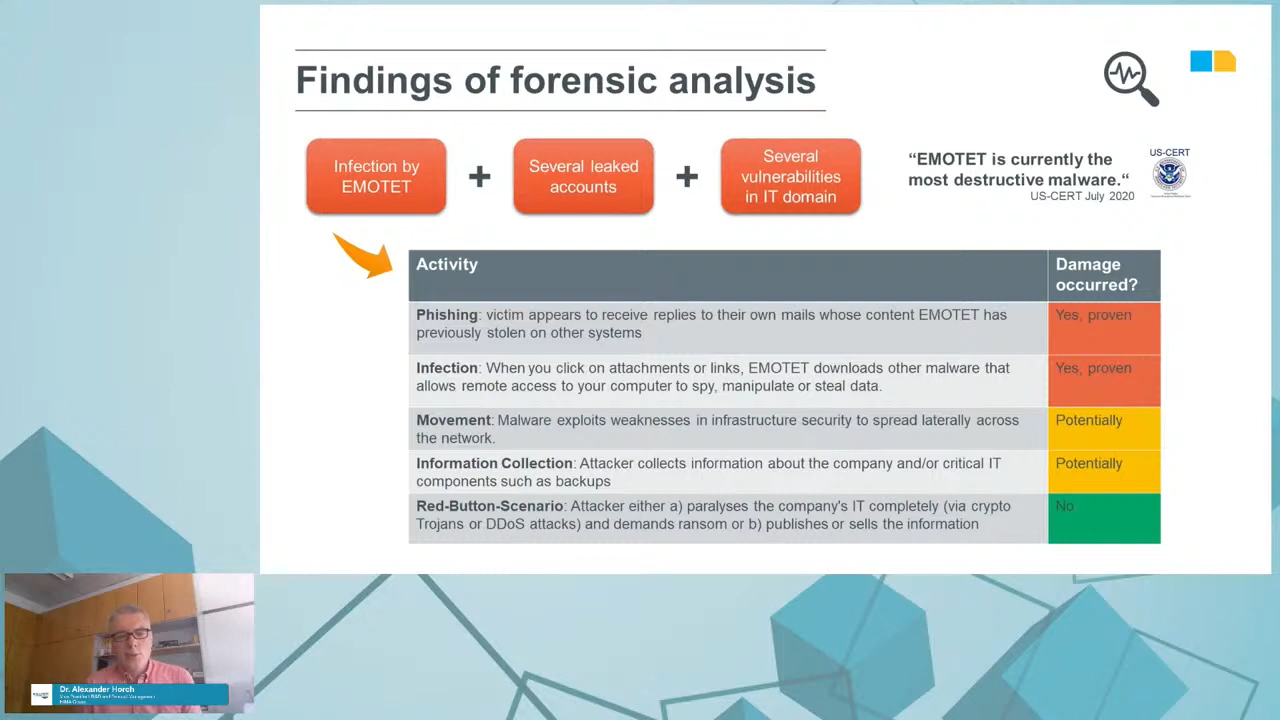 Findings of forensic analysis
Infection by
EMOTET
+
Several leaked
accounts
+
Several
vulnerabilities
in IT domain
“EMOTET is currently the
most destructive malware.“
US-CERT July 2020
US-CERT
Activity
Damage
occurred?
Phishing: victim appears to receive replies to their own mails whose content EMOTET has
previously stolen on other systems
Yes, proven
Infection: When you click on attachments or links, EMOTET downloads other malware that
allows remote access to your computer to spy, manipulate or steal data.
Yes, proven
Movement: Malware exploits weaknesses in infrastructure security to spread laterally across
the network.
Potentially
Information Collection: Attacker collects information about the company and/or critical IT
components such as backups
Potentially
Red-Button-Scenario: Attacker either a) paralyses the company's IT completely (via crypto
Trojans or DDoS attacks) and demands ransom or b) publishes or sells the information
No
Dr. Alexander Horch